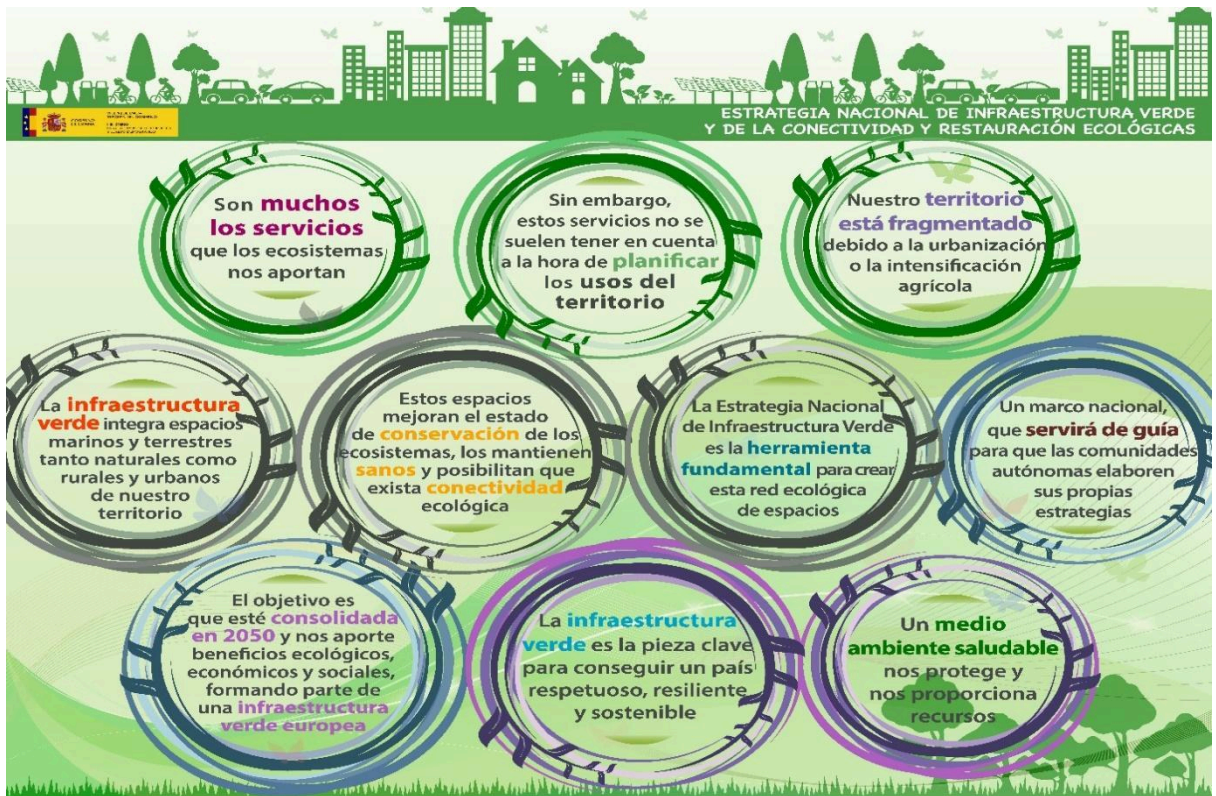 ESTRATEGIA NACIONAL DE INFRAESTRUCTURA VERDE
Y DE LA CONECTIVIDAD Y RESTAURACIÓN ECOLÓGICAS
Son muchos
los servicios
que los ecosistemas
nos aportan
Sin embargo,
estos servicios no se
suelen tener en cuenta
a la hora de planificar
los usos del
territorio
Nuestro territorio
está fragmentado
debido a la urbanización
o la intensificación
agrícola
La infraestructura
verde integra espacios
marinos y terrestres
tanto naturales como
rurales y urbanos
de nuestro
territorio
Estos espacios
mejoran el estado
de conservación de los
ecosistemas, los mantienen
sanos y posibilitan que
exista conectividad
ecológica
La Estrategia Nacional
de Infraestructura Verde
es la herramienta
fundamental para crear
esta red ecológica
de espacios
Un marco nacional,
que servirá de guía
para que las comunidades
autónomas elaboren
sus propias
estrategias
El objetivo es
que esté consolidada
en 2050 y nos aporte
beneficios ecológicos,
económicos y sociales,
formando parte de
una infraestructura
verde europea
La infraestructura
verde es la pieza clave
para conseguir un país
respetuoso, resiliente
y sostenible
Un medio
ambiente saludable
nos protege y
nos proporciona
recursos